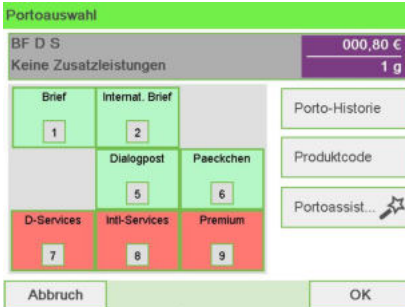 Portoauswahl
BF D S
000,80 €
Keine Zusatzleistungen
1 g
Brief
Internat. Brief
1
2
Porto-Historie
Dialogpost
Paeckchen
5
6
Produktcode
D-Services
Intl-Services
Premium
7
8
9
Portoassist...
Abbruch
OK